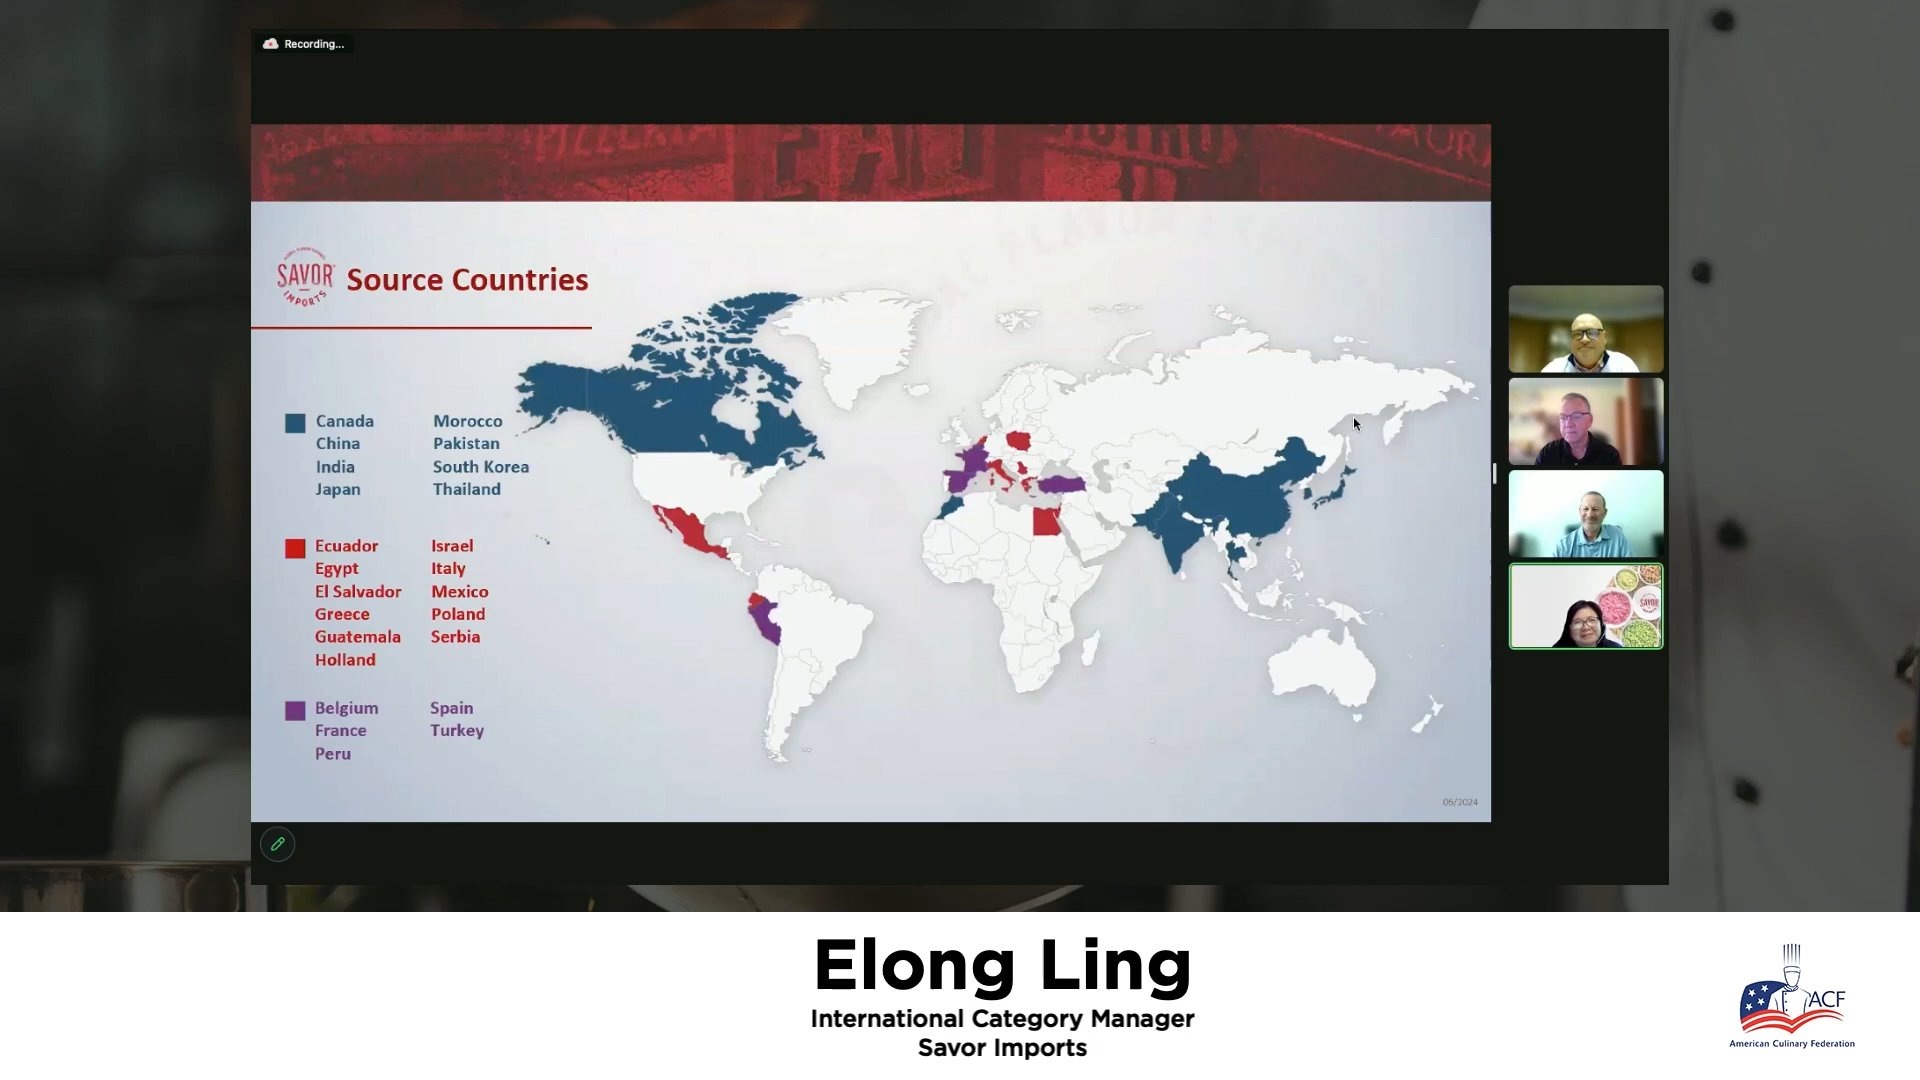 Recording...
PIZZERIA
SAVOR
IMPORTS
Source Countries
Canada Morocco
China Pakistan
India South Korea
Japan Thailand
Ecuador Israel
Egypt Italy
El Salvador Mexico
Greece Poland
Guatemala Serbia
Holland
Belgium Spain
France Turkey
Peru
06/2024
SAVOR
Elong Ling
International Category Manager
Savor Imports
ACF
American Culinary Federation